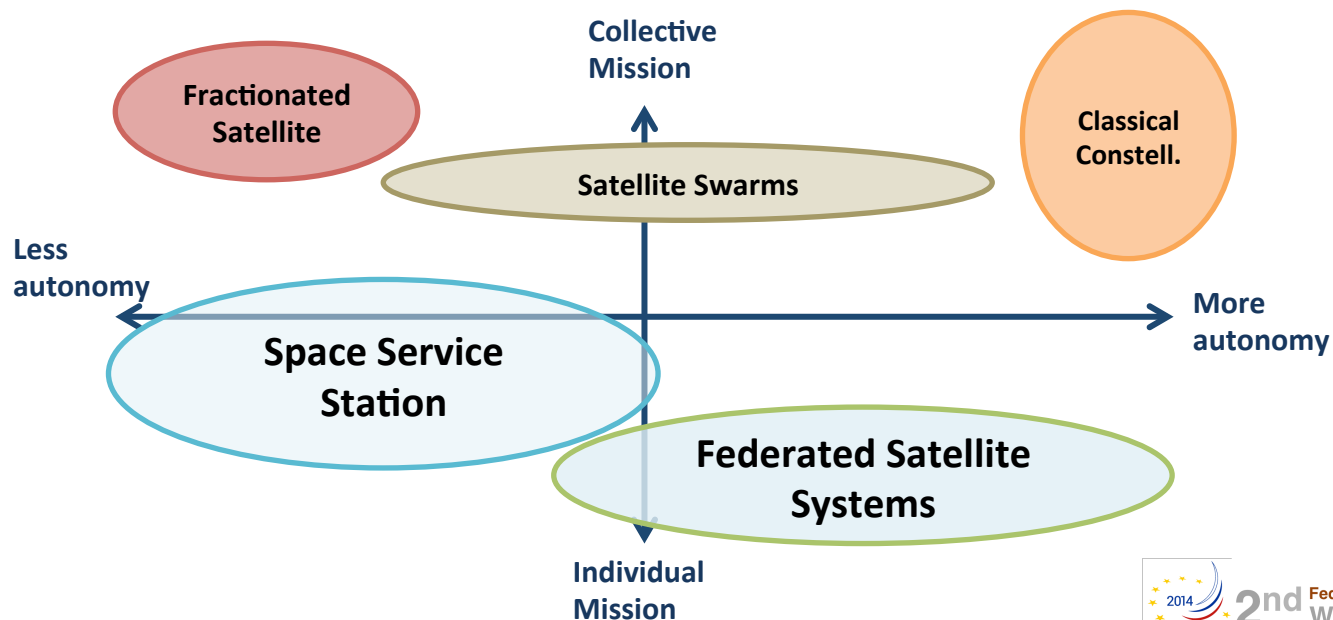 Collective
Mission
Fractionated
Satellite
Classical
Constell.
Satellite Swarms
Less
autonomy
More
autonomy
Space Service
Station
Federated Satellite
Systems
Individual
Mission
2014
2nd